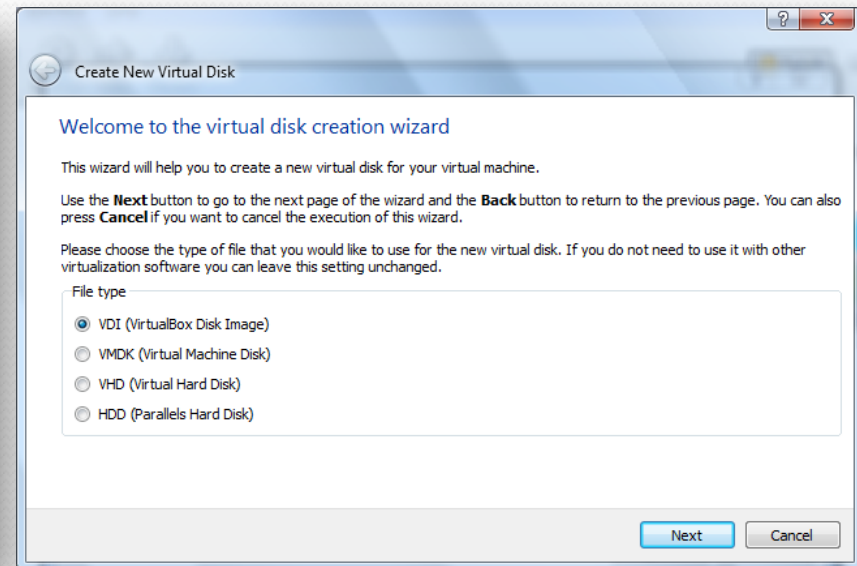 Create New Virtual Disk
Welcome to the virtual disk creation wizard
This wizard will help you to create a new virtual disk for your virtual machine.
Use the Next button to go to the next page of the wizard and the Back button to return to the previous page. You can also
press Cancel if you want to cancel the execution of this wizard.
Please choose the type of file that you would like to use for the new virtual disk. If you do not need to use it with other
virtualization software you can leave this setting unchanged.
File type
VDI (VirtualBox Disk Image)
VMDK (Virtual Machine Disk)
VHD (Virtual Hard Disk)
HDD (Parallels Hard Disk)
Next Cancel